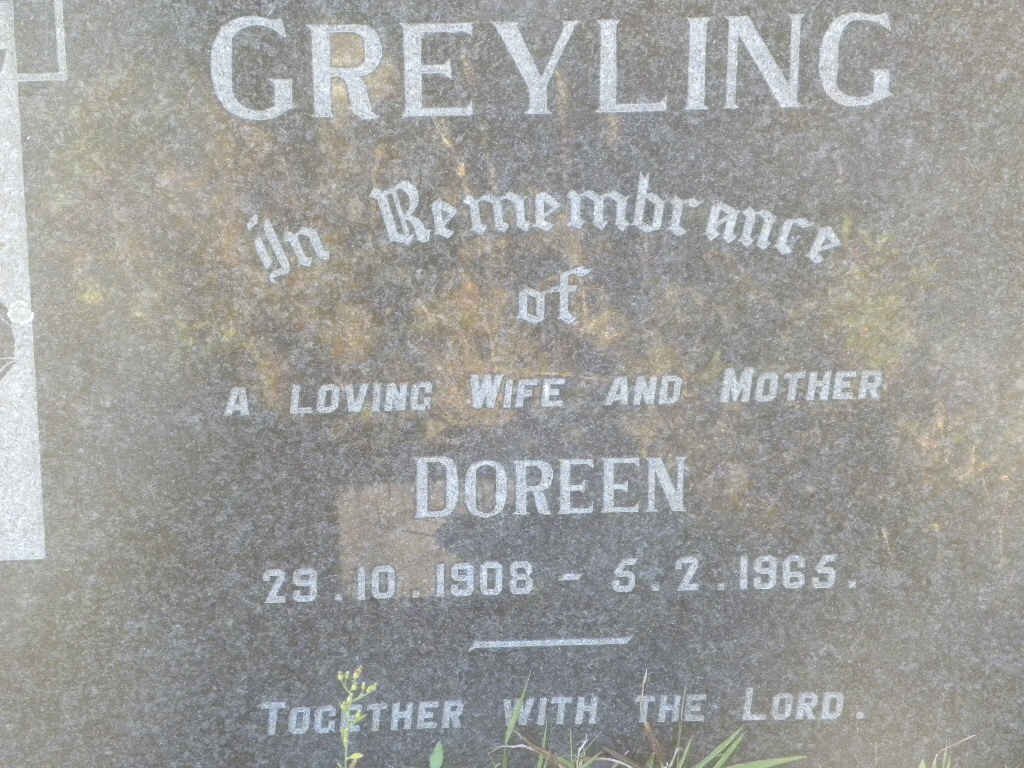 GREYLING
In Remembrance
of
A LOVING WIFE AND MOTHER
DOREEN
29.10.1908 - 5.2.1965.
TOGETHER WITH THE LORD.